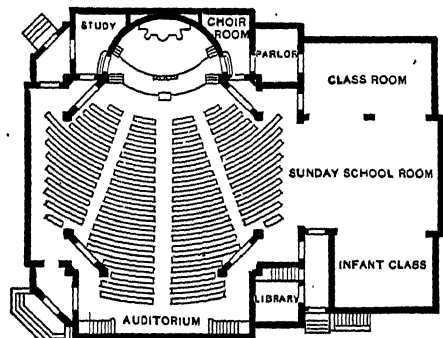 STUDY
CHOIR
ROOM
PARLOR
CLASS ROOM
SUNDAY SCHOOL ROOM
INFANT CLASS
LIBRARY
AUDITORIUM